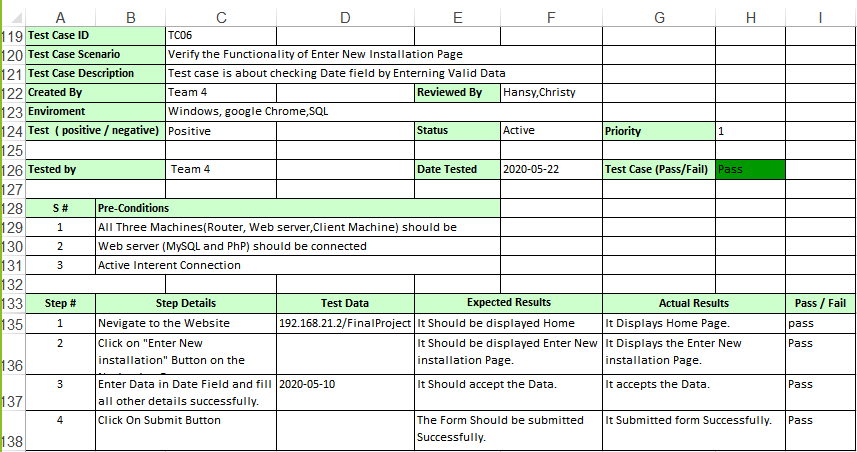 A B C D E F G H I
119 Test Case ID TC06
120 Test Case Scenario Verify the Functionality of Enter New Installation Page
121 Test Case Description Test case is about checking Date field by Enterning Valid Data
122 Created By Team 4 Reviewed By Hansy,Christy
123 Enviroment Windows, google Chrome,SQL
124 Test ( positive / negative) Positive Status Active Priority 1
125
126 Tested by Team 4 Date Tested 2020-05-22 Test Case (Pass/Fail) Pass
127
128 S # Pre-Conditions
129 1 All Three Machines(Router, Web server,Client Machine) should be
130 2 Web server (MySQL and PhP) should be connected
131 3 Active Interent Connection
132
133 Step # Step Details Test Data Expected Results Actual Results Pass / Fail
135 1 Nevigate to the Website 192.168.21.2/FinalProject It Should be displayed Home It Displays Home Page. pass
2 Click on "Enter New It Should be displayed Enter New It Displays the Enter New Pass
136 installation" Button on the installation Page. installation Page.
3 Enter Data in Date Field and fill 2020-05-10 It Should accept the Data. It accepts the Data. Pass
137 all other details successfully.
4 Click On Submit Button The Form Should be submitted It Submitted form Successfully. Pass
138 Successfully.